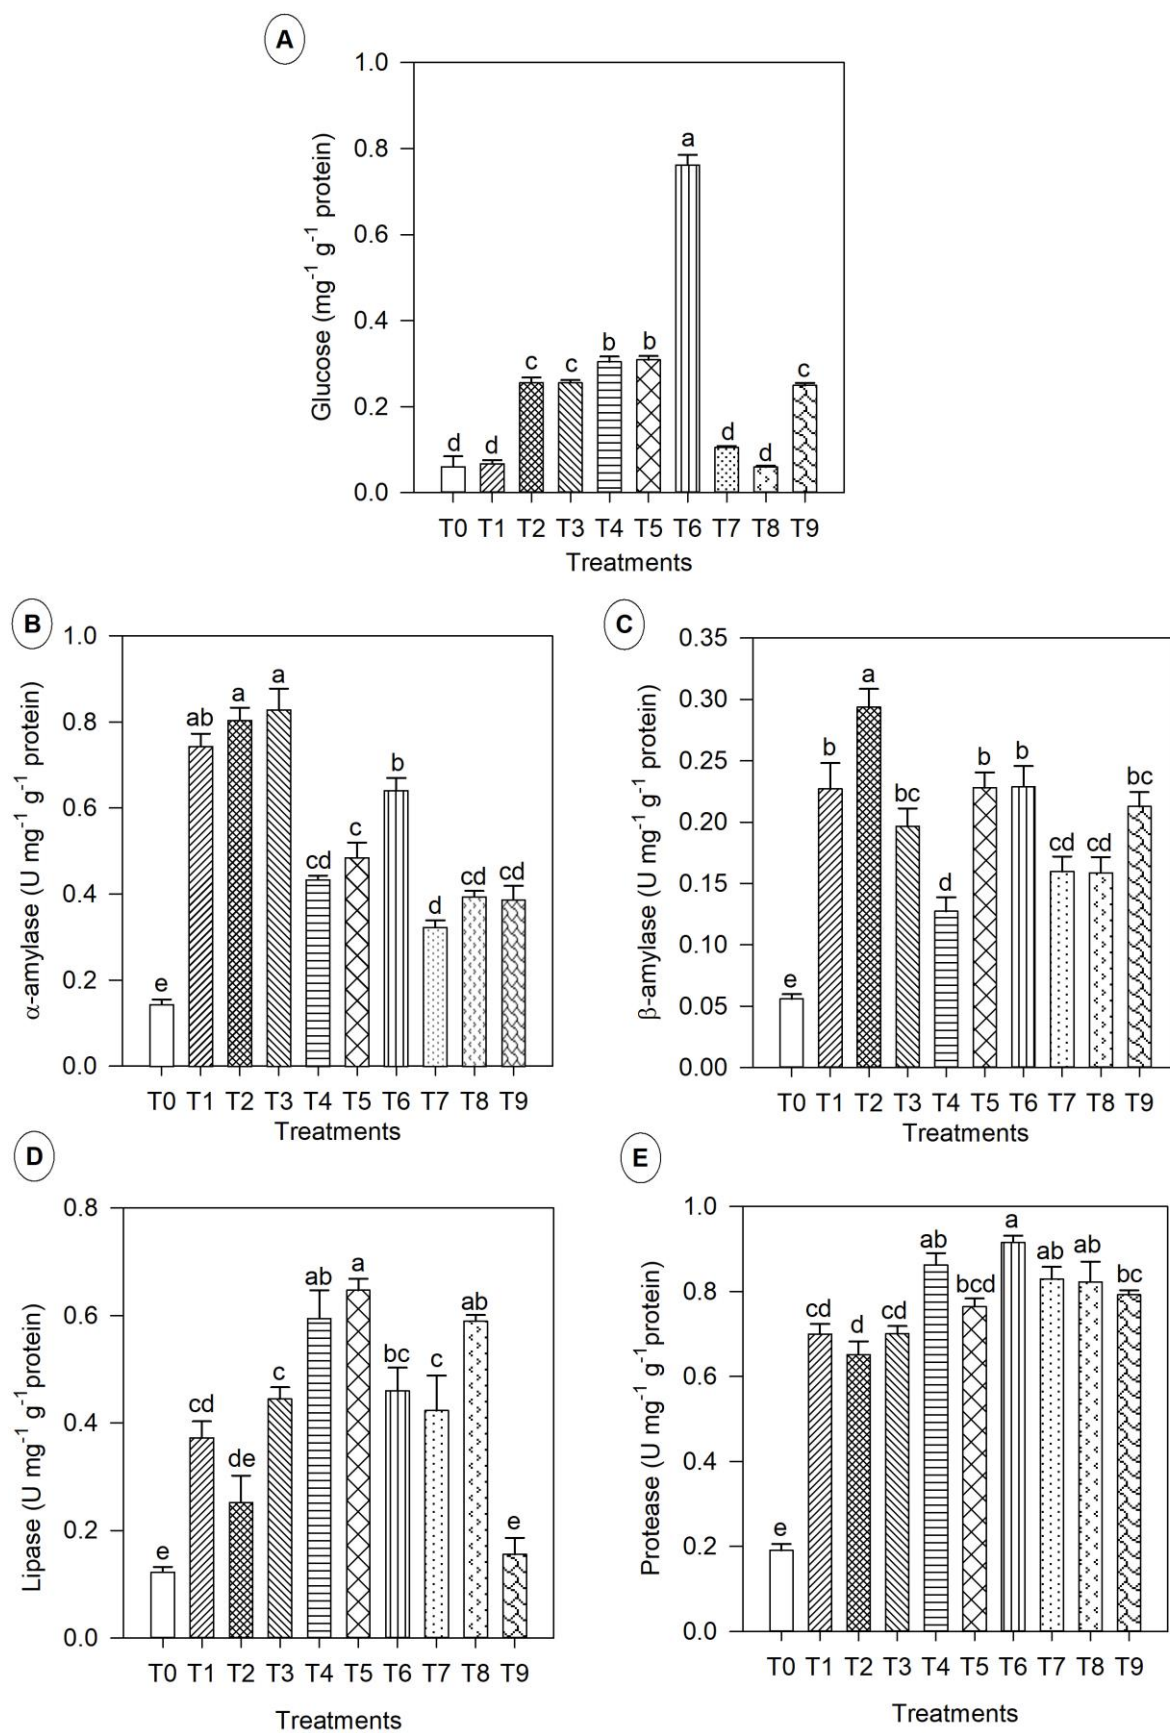 A
1.0
0.8
0.6
0.4
0.2
0.0
Glucose (mg-1 g-1 protein)
d d c c b b a d d c
T0 T1 T2 T3 T4 T5 T6 T7 T8 T9
Treatments
B
1.0
0.8
0.6
0.4
0.2
0.0
α-amylase (U mg-1 g-1 protein)
e ab a a cd c b d cd cd
T0 T1 T2 T3 T4 T5 T6 T7 T8 T9
Treatments
C
0.35
0.30
0.25
0.20
0.15
0.10
0.05
0.00
β-amylase (U mg-1 g-1 protein)
e b a bc d b b cd cd bc
T0 T1 T2 T3 T4 T5 T6 T7 T8 T9
Treatments
D
0.8
0.6
0.4
0.2
0.0
Lipase (U mg-1 g-1protein)
e cd de c ab a bc c ab e
T0 T1 T2 T3 T4 T5 T6 T7 T8 T9
Treatments
E
1.0
0.8
0.6
0.4
0.2
0.0
Protease (U mg-1 g-1protein)
e cd d cd ab bcd a ab ab bc
T0 T1 T2 T3 T4 T5 T6 T7 T8 T9
Treatments